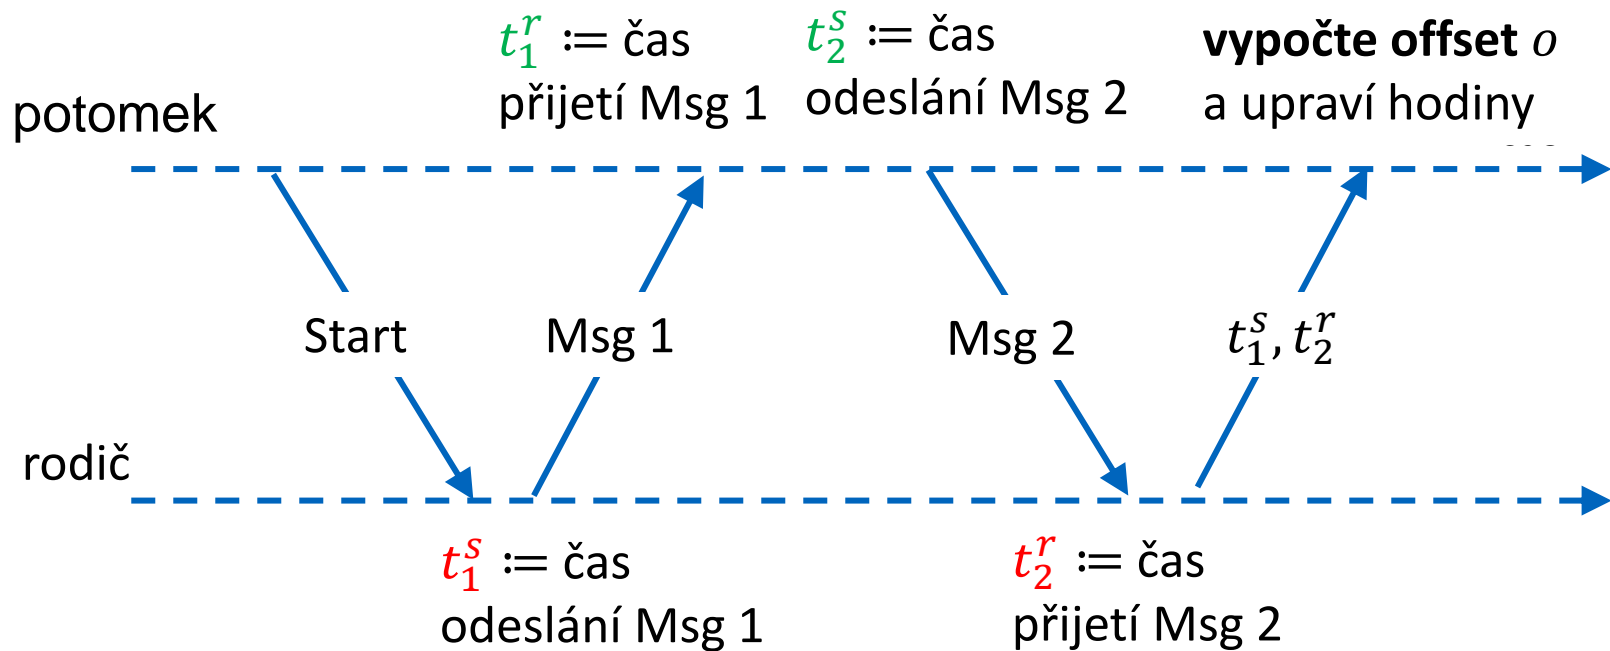 t₁ʳ := čas
přijetí Msg 1
t₂ˢ := čas
odeslání Msg 2
vypočte offset o
a upraví hodiny
potomek
Start
Msg 1
Msg 2
t₁ˢ, t₂ʳ
rodič
t₁ˢ := čas
odeslání Msg 1
t₂ʳ := čas
přijetí Msg 2